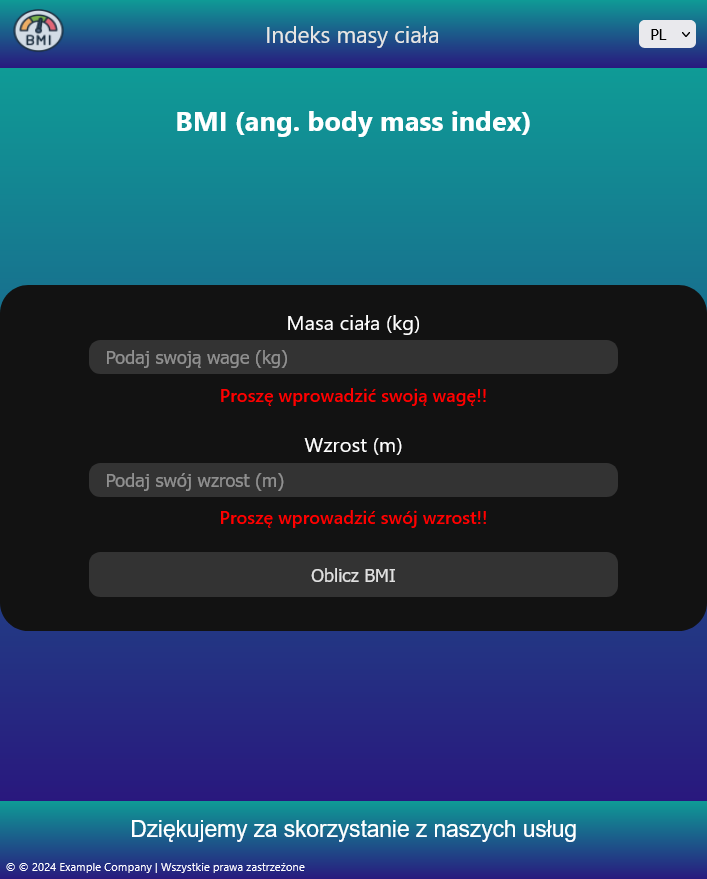 BMI
Indeks masy ciała
PL
BMI (ang. body mass index)
Masa ciała (kg)
Podaj swoją wage (kg)
Proszę wprowadzić swoją wagę!!
Wzrost (m)
Podaj swój wzrost (m)
Proszę wprowadzić swój wzrost!!
Oblicz BMI
Dziękujemy za skorzystanie z naszych usług
© © 2024 Example Company | Wszystkie prawa zastrzeżone